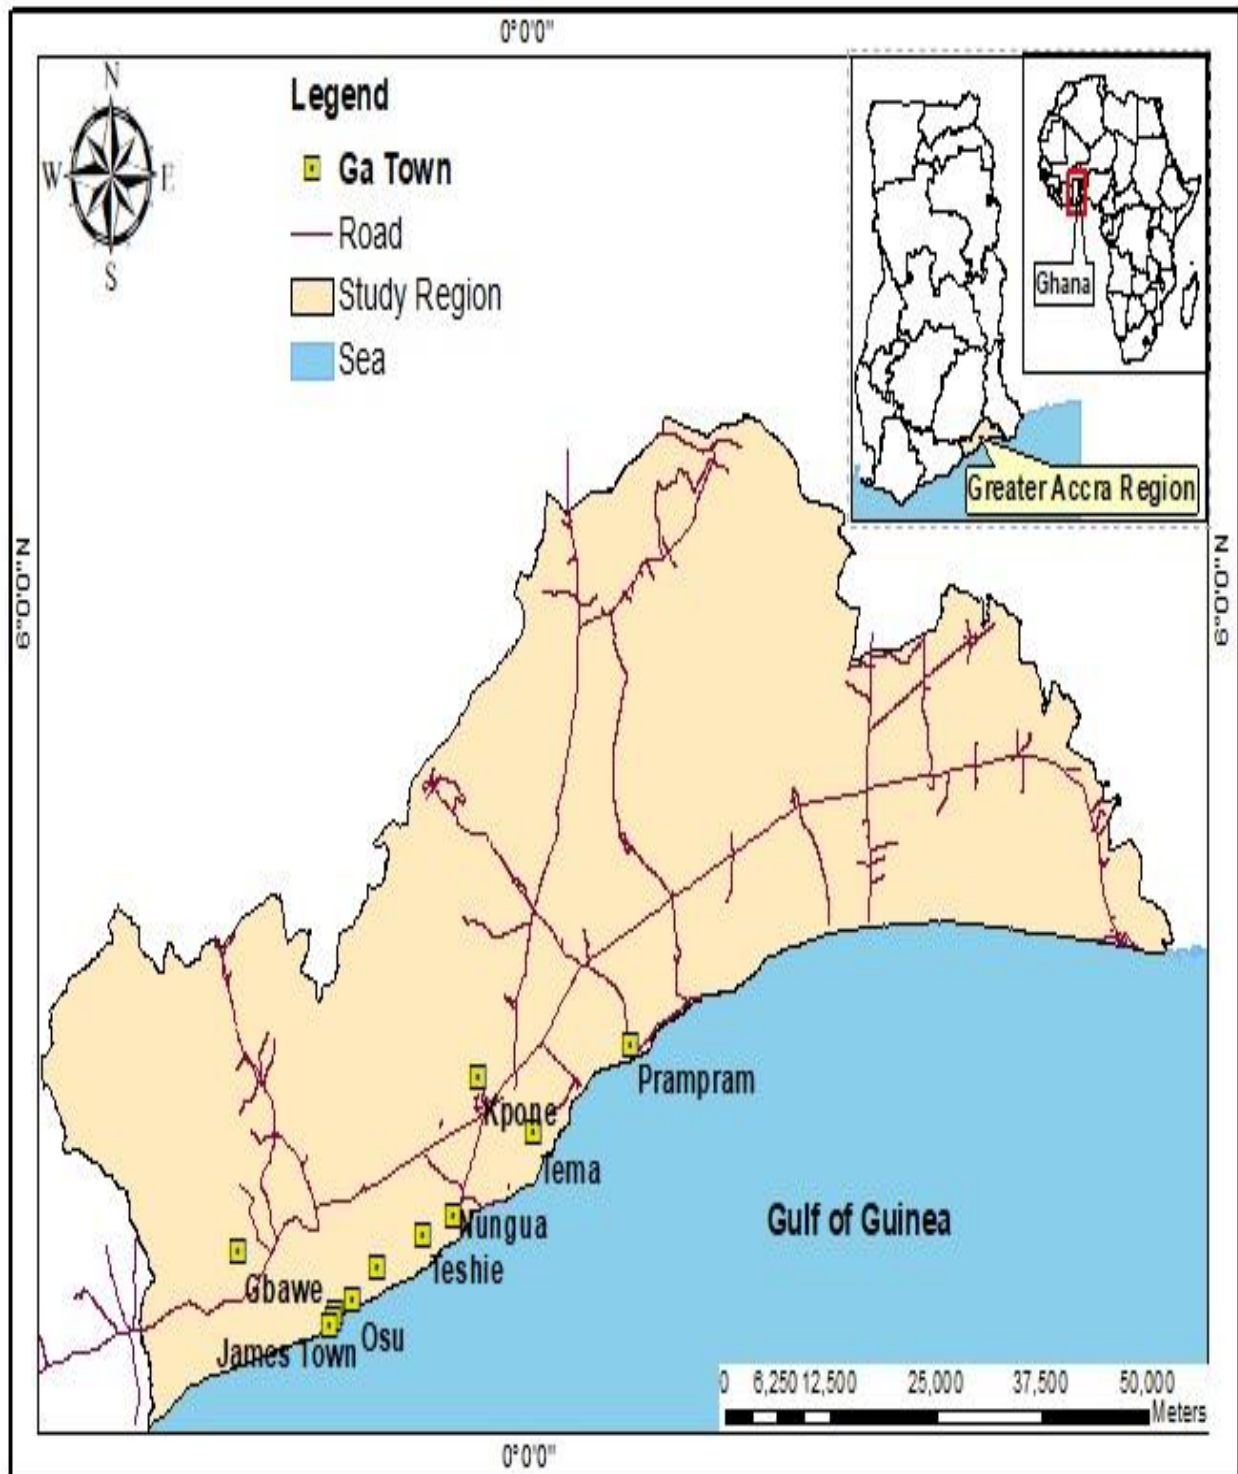 0°0'0"
N
W E
S
Legend
Ga Town
Road
Study Region
Sea
Ghana
Greater Accra Region
6°0'0"N
6°0'0"N
Prampram
Kpone
Tema
Nungua
Teshie
Gbawe
Osu
James Town
Gulf of Guinea
0 6,250 12,500 25,000 37,500 50,000
Meters
0°0'0"